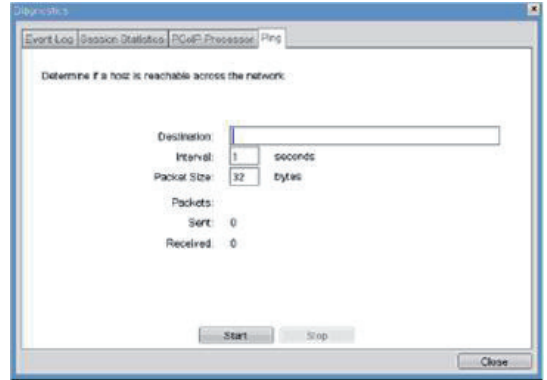 Diagnostics
Event Log Session Statistics PCoIP Processor Ping
Determine if a host is reachable across the network
Destination:
Interval: 1 seconds
Packet Size: 32 bytes
Packets:
Sent: 0
Received: 0
Start Stop
Close